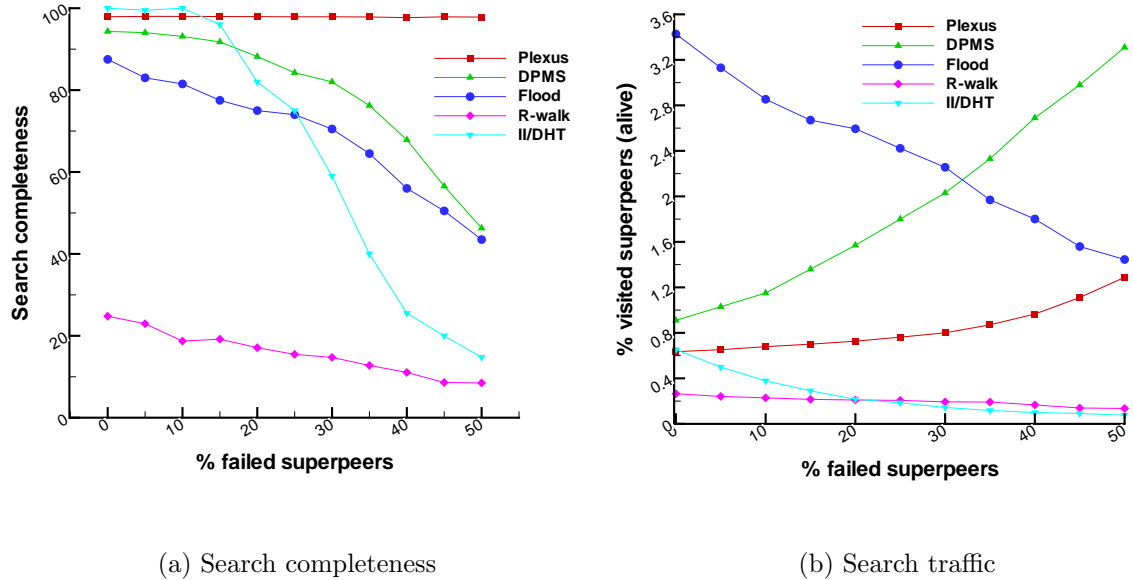 100
80
60
40
20
0
Search completeness
Plexus
DPMS
Flood
R-walk
II/DHT
0
10
20
30
40
50
% failed superpeers
(a) Search completeness
3.6
3.2
2.8
2.4
2
1.6
1.2
0.8
0.4
0
% visited superpeers (alive)
Plexus
DPMS
Flood
R-walk
II/DHT
0
10
20
30
40
50
% failed superpeers
(b) Search traffic